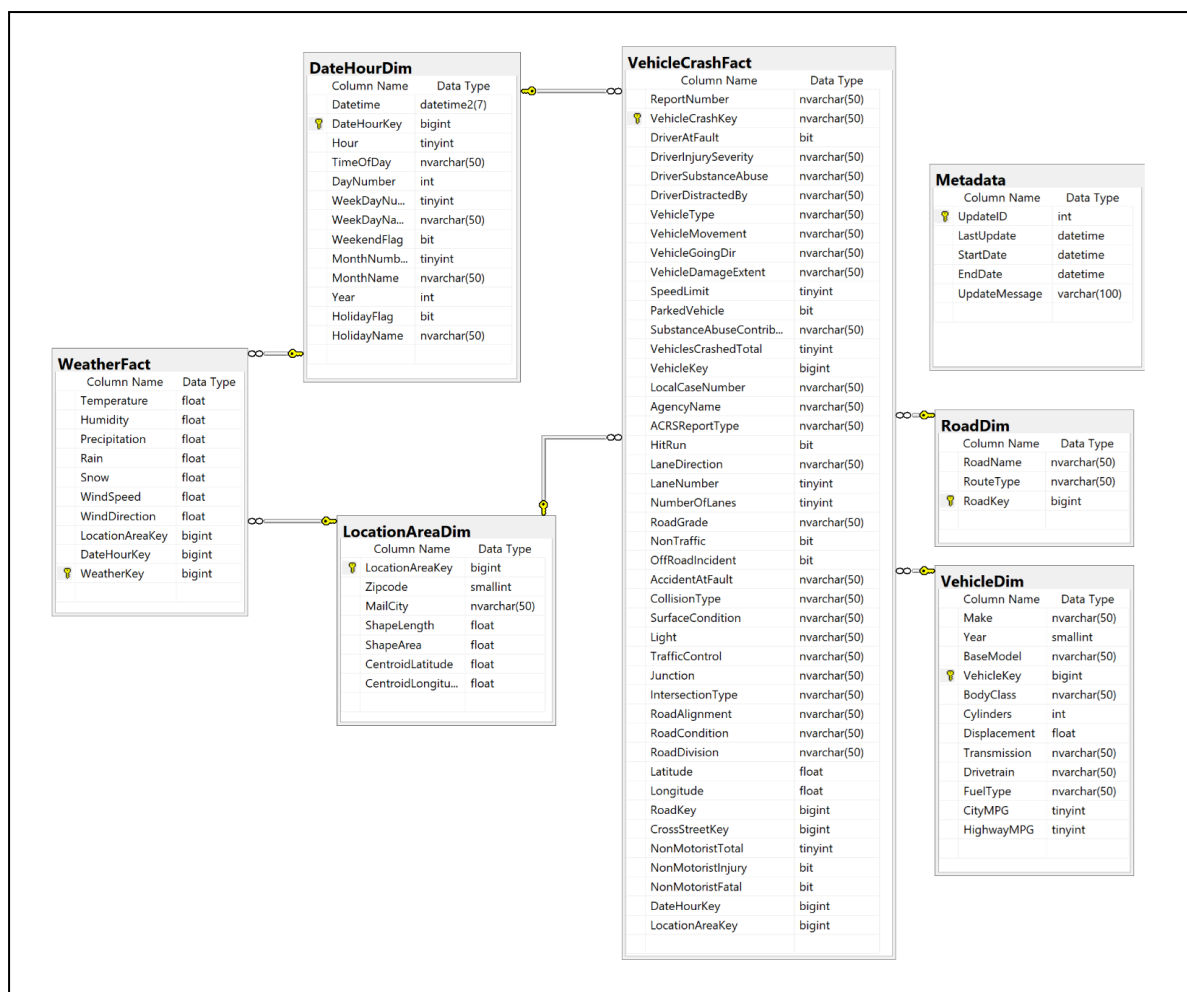 DateHourDim
Column Name Data Type
Datetime datetime2(7)
DateHourKey bigint
Hour tinyint
TimeOfDay nvarchar(50)
DayNumber int
WeekDayNu... tinyint
WeekDayNa... nvarchar(50)
WeekendFlag bit
MonthNumb... tinyint
MonthName nvarchar(50)
Year int
HolidayFlag bit
HolidayName nvarchar(50)
WeatherFact
Column Name Data Type
Temperature float
Humidity float
Precipitation float
Rain float
Snow float
WindSpeed float
WindDirection float
LocationAreaKey bigint
DateHourKey bigint
WeatherKey bigint
LocationAreaDim
Column Name Data Type
LocationAreaKey bigint
Zipcode smallint
MailCity nvarchar(50)
ShapeLength float
ShapeArea float
CentroidLatitude float
CentroidLongitu... float
VehicleCrashFact
Column Name Data Type
ReportNumber nvarchar(50)
VehicleCrashKey nvarchar(50)
DriverAtFault bit
DriverInjurySeverity nvarchar(50)
DriverSubstanceAbuse nvarchar(50)
DriverDistractedBy nvarchar(50)
VehicleType nvarchar(50)
VehicleMovement nvarchar(50)
VehicleGoingDir nvarchar(50)
VehicleDamageExtent nvarchar(50)
SpeedLimit tinyint
ParkedVehicle bit
SubstanceAbuseContrib... nvarchar(50)
VehiclesCrashedTotal tinyint
VehicleKey bigint
LocalCaseNumber nvarchar(50)
AgencyName nvarchar(50)
ACRSReportType nvarchar(50)
HitRun bit
LaneDirection nvarchar(50)
LaneNumber tinyint
NumberOfLanes tinyint
RoadGrade nvarchar(50)
NonTraffic bit
OffRoadIncident bit
AccidentAtFault nvarchar(50)
CollisionType nvarchar(50)
SurfaceCondition nvarchar(50)
Light nvarchar(50)
TrafficControl nvarchar(50)
Junction nvarchar(50)
IntersectionType nvarchar(50)
RoadAlignment nvarchar(50)
RoadCondition nvarchar(50)
RoadDivision nvarchar(50)
Latitude float
Longitude float
RoadKey bigint
CrossStreetKey bigint
NonMotoristTotal tinyint
NonMotoristInjury bit
NonMotoristFatal bit
DateHourKey bigint
LocationAreaKey bigint
Metadata
Column Name Data Type
UpdateID int
LastUpdate datetime
StartDate datetime
EndDate datetime
UpdateMessage varchar(100)
RoadDim
Column Name Data Type
RoadName nvarchar(50)
RouteType nvarchar(50)
RoadKey bigint
VehicleDim
Column Name Data Type
Make nvarchar(50)
Year smallint
BaseModel nvarchar(50)
VehicleKey bigint
BodyClass nvarchar(50)
Cylinders int
Displacement float
Transmission nvarchar(50)
Drivetrain nvarchar(50)
FuelType nvarchar(50)
CityMPG tinyint
HighwayMPG tinyint